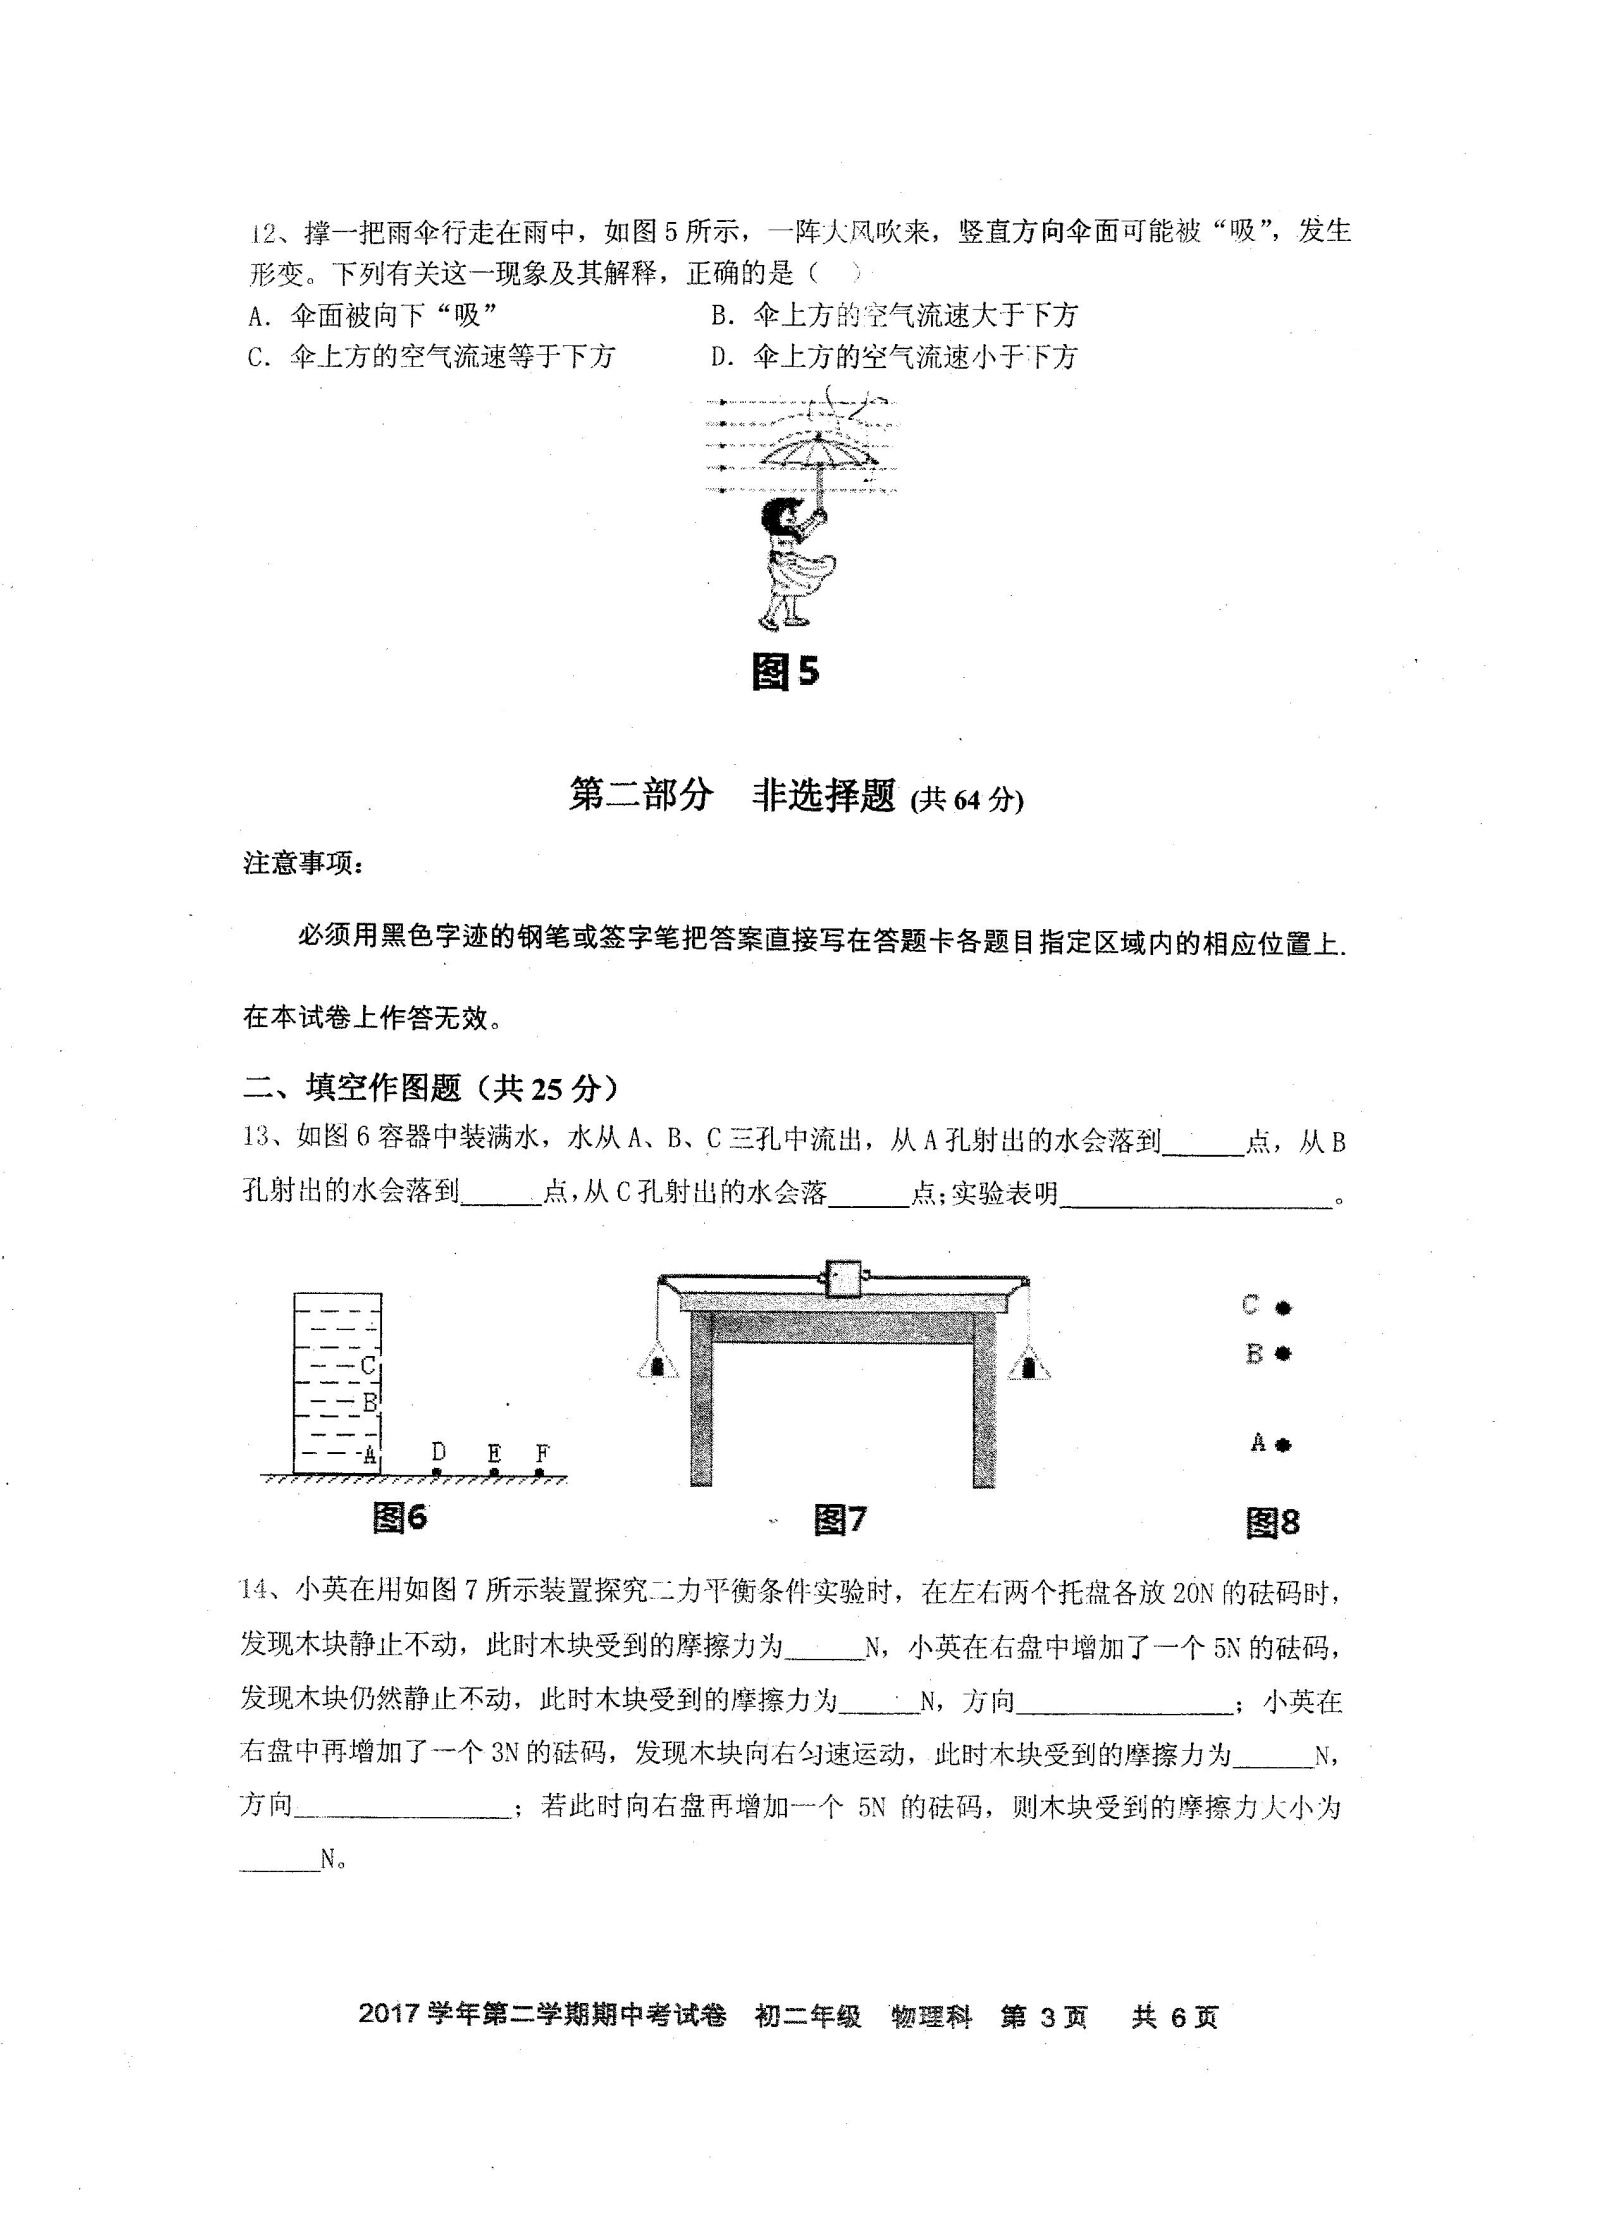 12、撑一把雨伞行走在雨中，如图5所示，一阵大风吹来，竖直方向伞面可能被“吸”，发生
形变。下列有关这一现象及其解释，正确的是（　）
A．伞面被向下“吸”　　B．伞上方的空气流速大于下方
C．伞上方的空气流速等于下方　　D．伞上方的空气流速小于下方
图5
第二部分　非选择题 (共64分)
注意事项：
必须用黑色字迹的钢笔或签字笔把答案直接写在答题卡各题目指定区域内的相应位置上.
在本试卷上作答无效。
二、填空作图题（共25分）
13、如图6容器中装满水，水从A、B、C三孔中流出，从A孔射出的水会落到______点，从B
孔射出的水会落到______点,从C孔射出的水会落______点;实验表明____________________。
C
B
A
D E F
图6
图7
C
B
A
图8
14、小英在用如图7所示装置探究二力平衡条件实验时，在左右两个托盘各放20N的砝码时，
发现木块静止不动，此时木块受到的摩擦力为______N，小英在右盘中增加了一个5N的砝码，
发现木块仍然静止不动，此时木块受到的摩擦力为______N，方向________________；小英在
右盘中再增加了一个3N的砝码，发现木块向右匀速运动，此时木块受到的摩擦力为______N，
方向________________；若此时向右盘再增加一个 5N 的砝码，则木块受到的摩擦力大小为
______N。
2017学年第二学期期中考试卷　初二年级　物理科　第 3页　共 6页